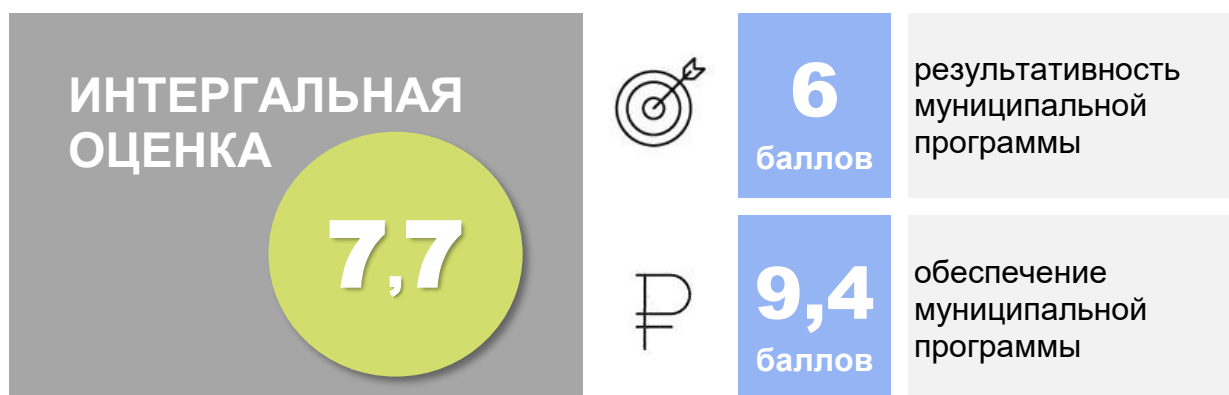 ИНТЕРГАЛЬНАЯ
ОЦЕНКА
7,7
6
баллов
результативность
муниципальной
программы
9,4
баллов
обеспечение
муниципальной
программы